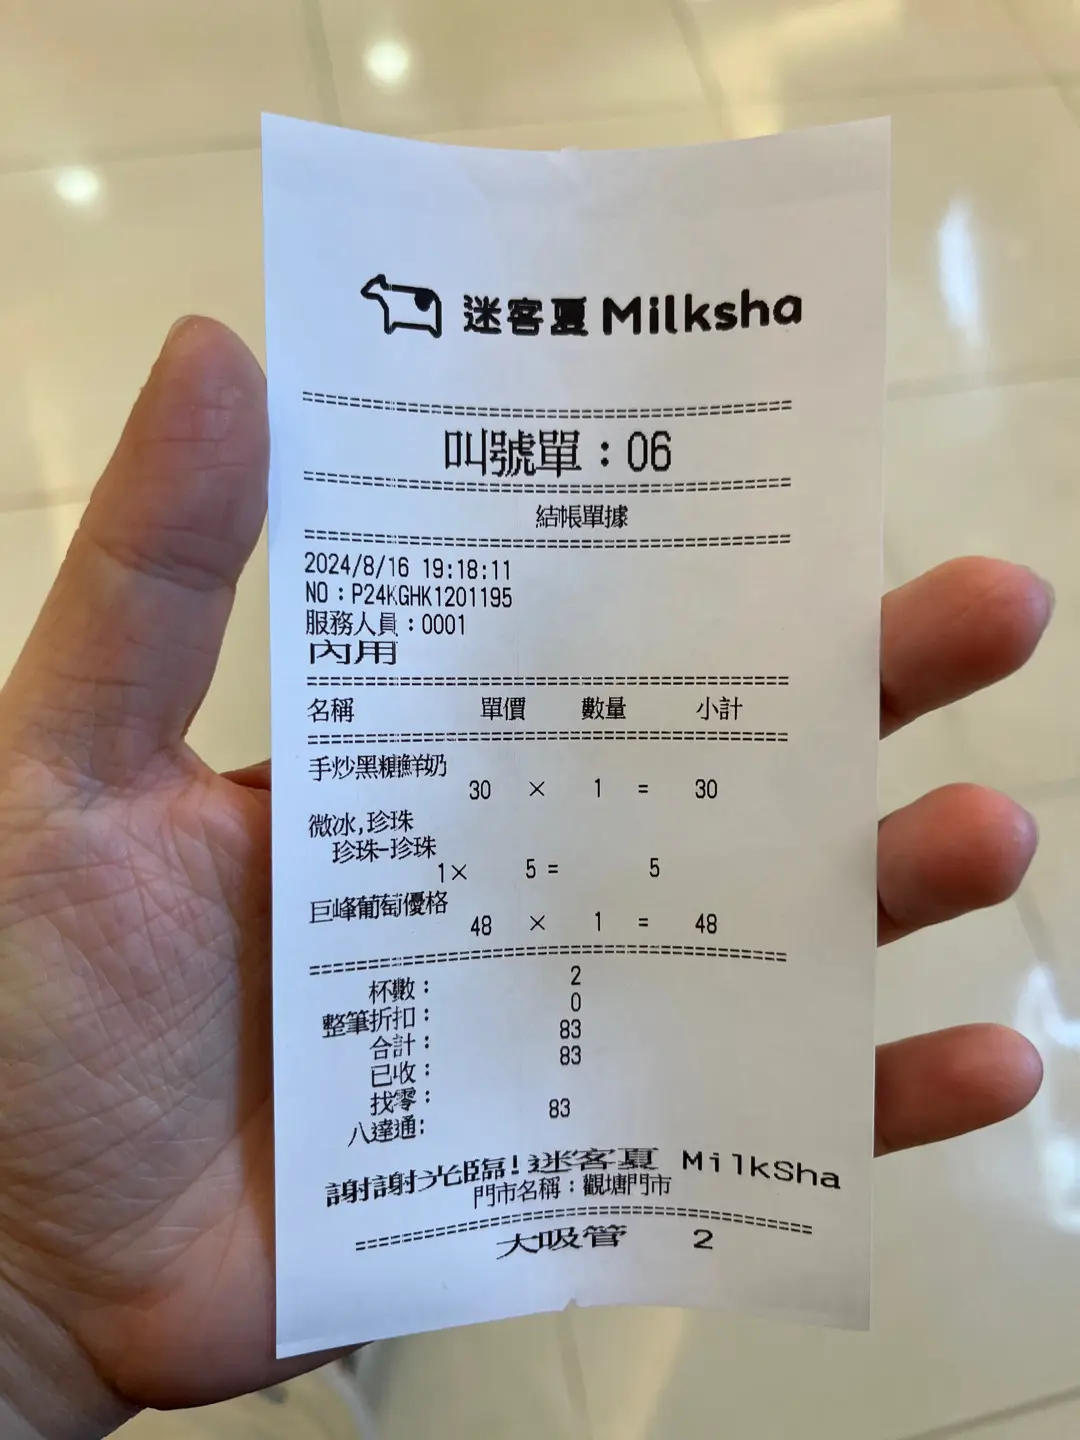 迷客夏 Milksha
================================================
叫號單：06
================================================
結帳單據
================================================
2024/8/16 19:18:11
NO：P24KGHK1201195
服務人員：0001
內用
================================================
名稱 單價 數量 小計
================================================
手炒黑糖鮮奶
30 × 1 = 30
微冰,珍珠
珍珠-珍珠
1× 5 = 5
巨峰葡萄優格
48 × 1 = 48
================================================
杯數： 2
整筆折扣： 0
合計： 83
已收： 83
找零：
八達通: 83
謝謝光臨!迷客夏 MilkSha
門市名稱：觀塘門市
================================================
大吸管 2